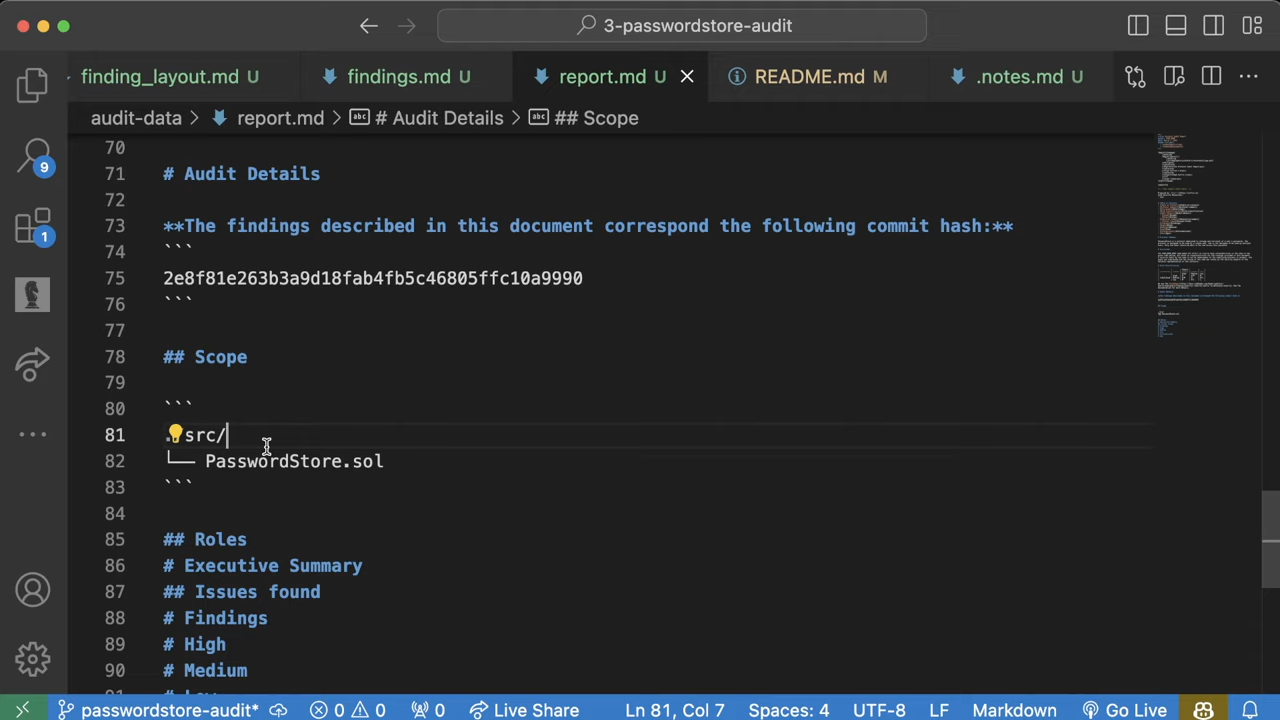 3-passwordstore-audit
finding_layout.md U
findings.md U
report.md U
README.md M
.notes.md U
audit-data > report.md > # Audit Details > ## Scope
70
71 # Audit Details
72
73 **The findings described in this document correspond the following commit hash:**
74 ```
75 2e8f81e263b3a9d18fab4fb5c46805ffc10a9990
76 ```
77
78 ## Scope
79
80 ```
81 src/
82 └── PasswordStore.sol
83 ```
84
85 ## Roles
86 # Executive Summary
87 ## Issues found
88 # Findings
89 # High
90 # Medium
9
1
passwordstore-audit* 0 0 0 Live Share Ln 81, Col 7 Spaces: 4 UTF-8 LF Markdown Go Live